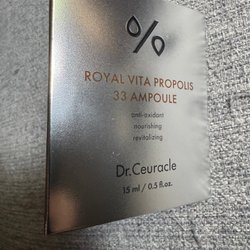 ROYAL VITA PROPOLIS
33 AMPOULE
anti-oxidant
nourishing
revitalizing
Dr.Ceuracle
15 ml / 0.5 fl.oz.